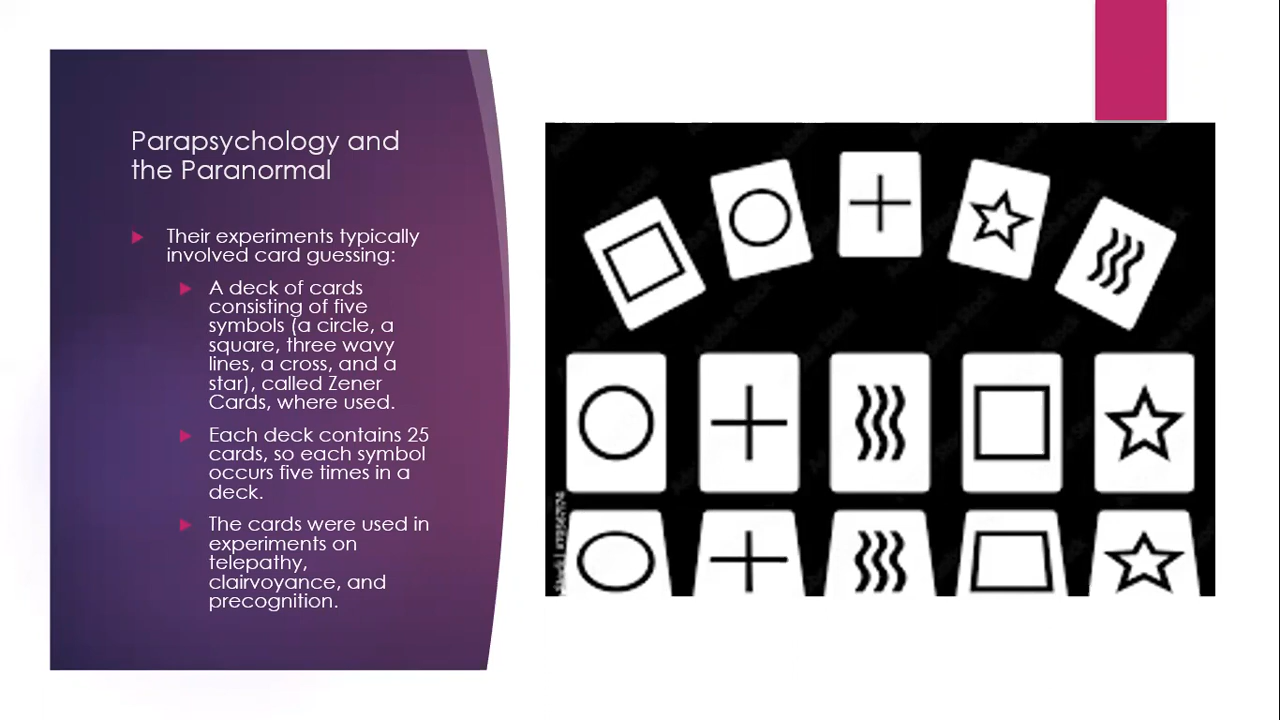 Parapsychology and
the Paranormal
Their experiments typically
involved card guessing:
A deck of cards
consisting of five
symbols (a circle, a
square, three wavy
lines, a cross, and a
star), called Zener
Cards, where used.
Each deck contains 25
cards, so each symbol
occurs five times in a
deck.
The cards were used in
experiments on
telepathy,
clairvoyance, and
precognition.